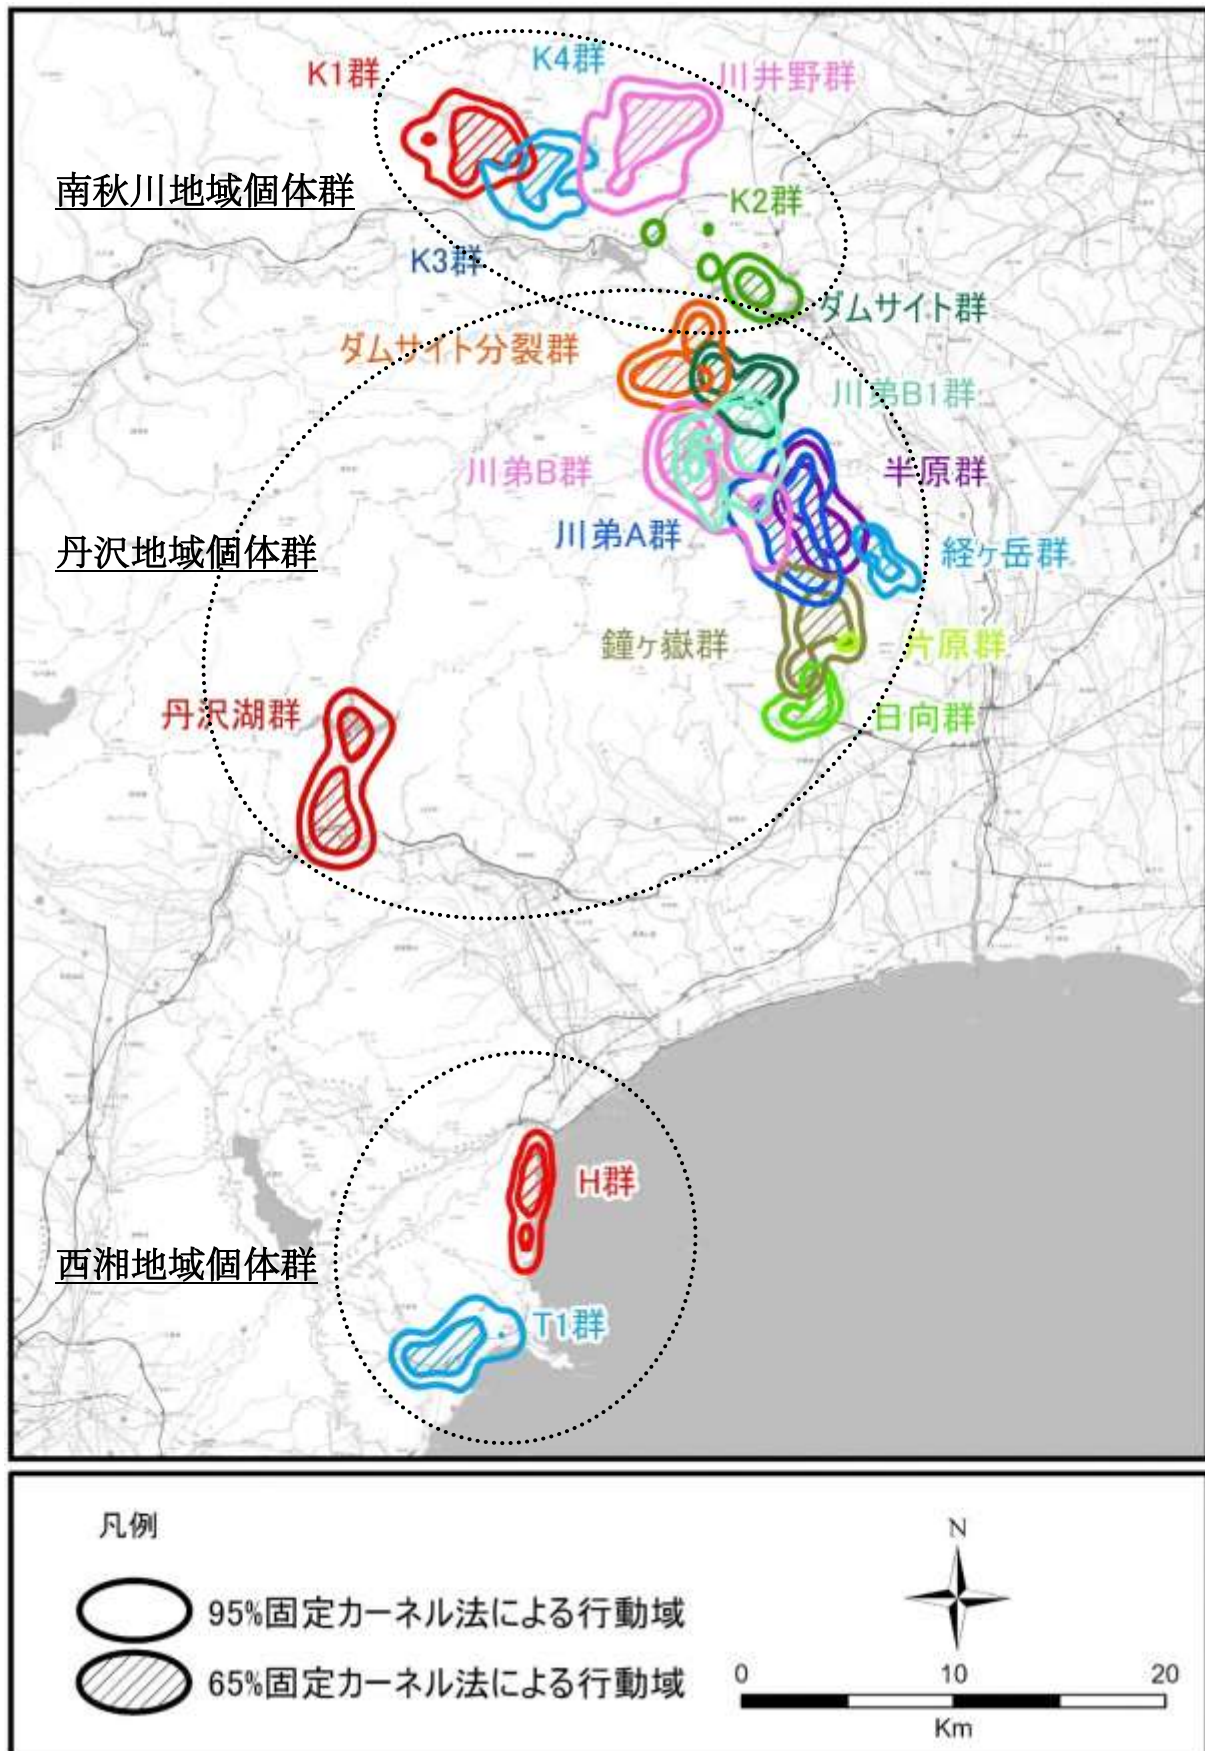 K1群
K4群
川井野群
南秋川地域個体群
K2群
K3群
ダムサイト群
ダムサイト分裂群
川弟B1群
川弟B群
半原群
川弟A群
丹沢地域個体群
経ヶ岳群
鐘ヶ嶽群
片原群
丹沢湖群
日向群
H群
西湘地域個体群
T1群
凡例
N
95%固定カーネル法による行動域
65%固定カーネル法による行動域
0 10 20
Km